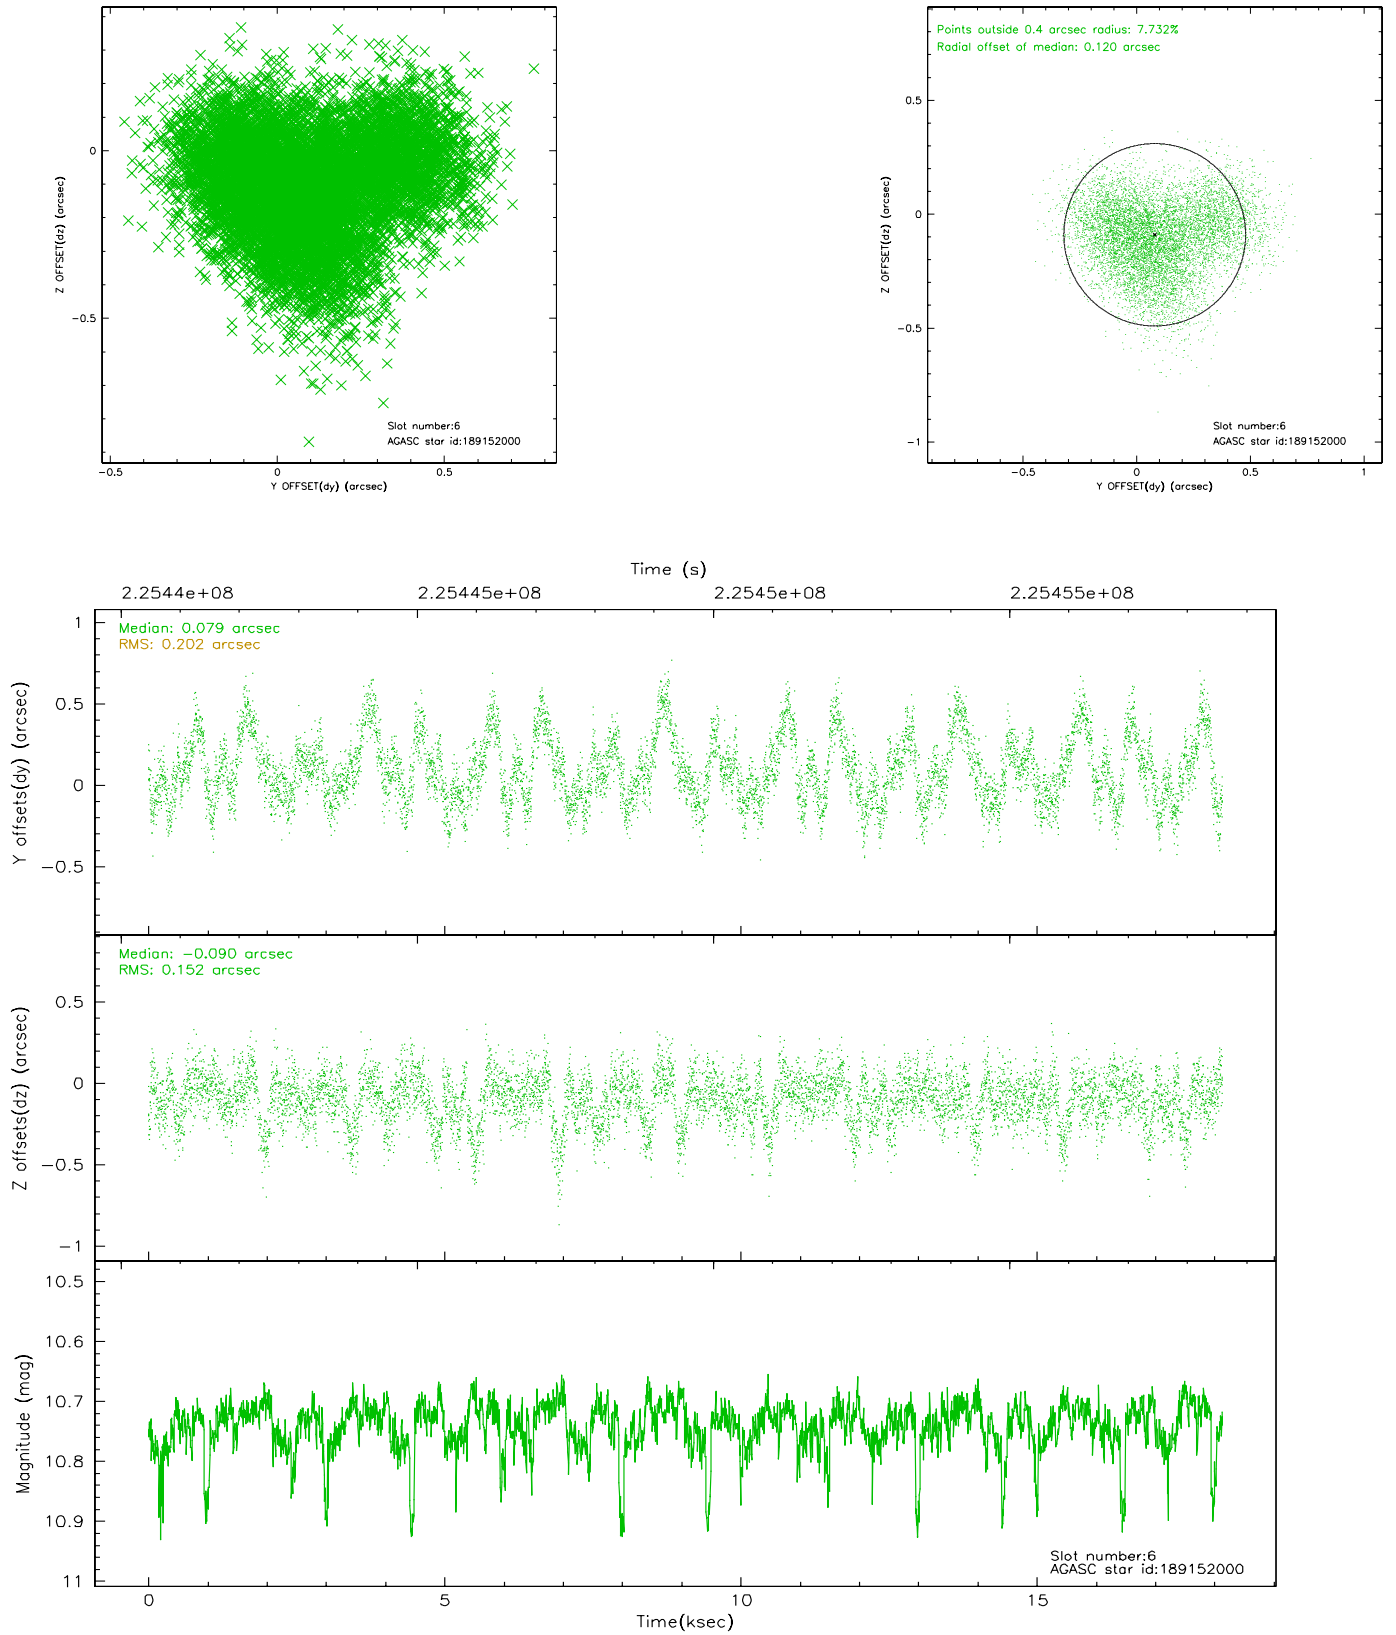 0
−0.5
Z OFFSET(dz) (arcsec)
Slot number:6
AGASC star id:189152000
−0.5
0
0.5
Y OFFSET(dy) (arcsec)
Points outside 0.4 arcsec radius: 7.732%
Radial offset of median: 0.120 arcsec
0.5
0
−0.5
−1
Z OFFSET(dz) (arcsec)
Slot number:6
AGASC star id:189152000
−0.5
0
0.5
1
Y OFFSET(dy) (arcsec)
Time (s)
2.2544e+08
2.25445e+08
2.2545e+08
2.25455e+08
Median: 0.079 arcsec
RMS: 0.202 arcsec
1
0.5
0
−0.5
Y offsets(dy) (arcsec)
Median: −0.090 arcsec
RMS: 0.152 arcsec
0.5
0
−0.5
−1
Z offsets(dz) (arcsec)
10.5
10.6
10.7
10.8
10.9
11
Magnitude (mag)
Slot number:6
AGASC star id:189152000
0
5
10
15
Time(ksec)